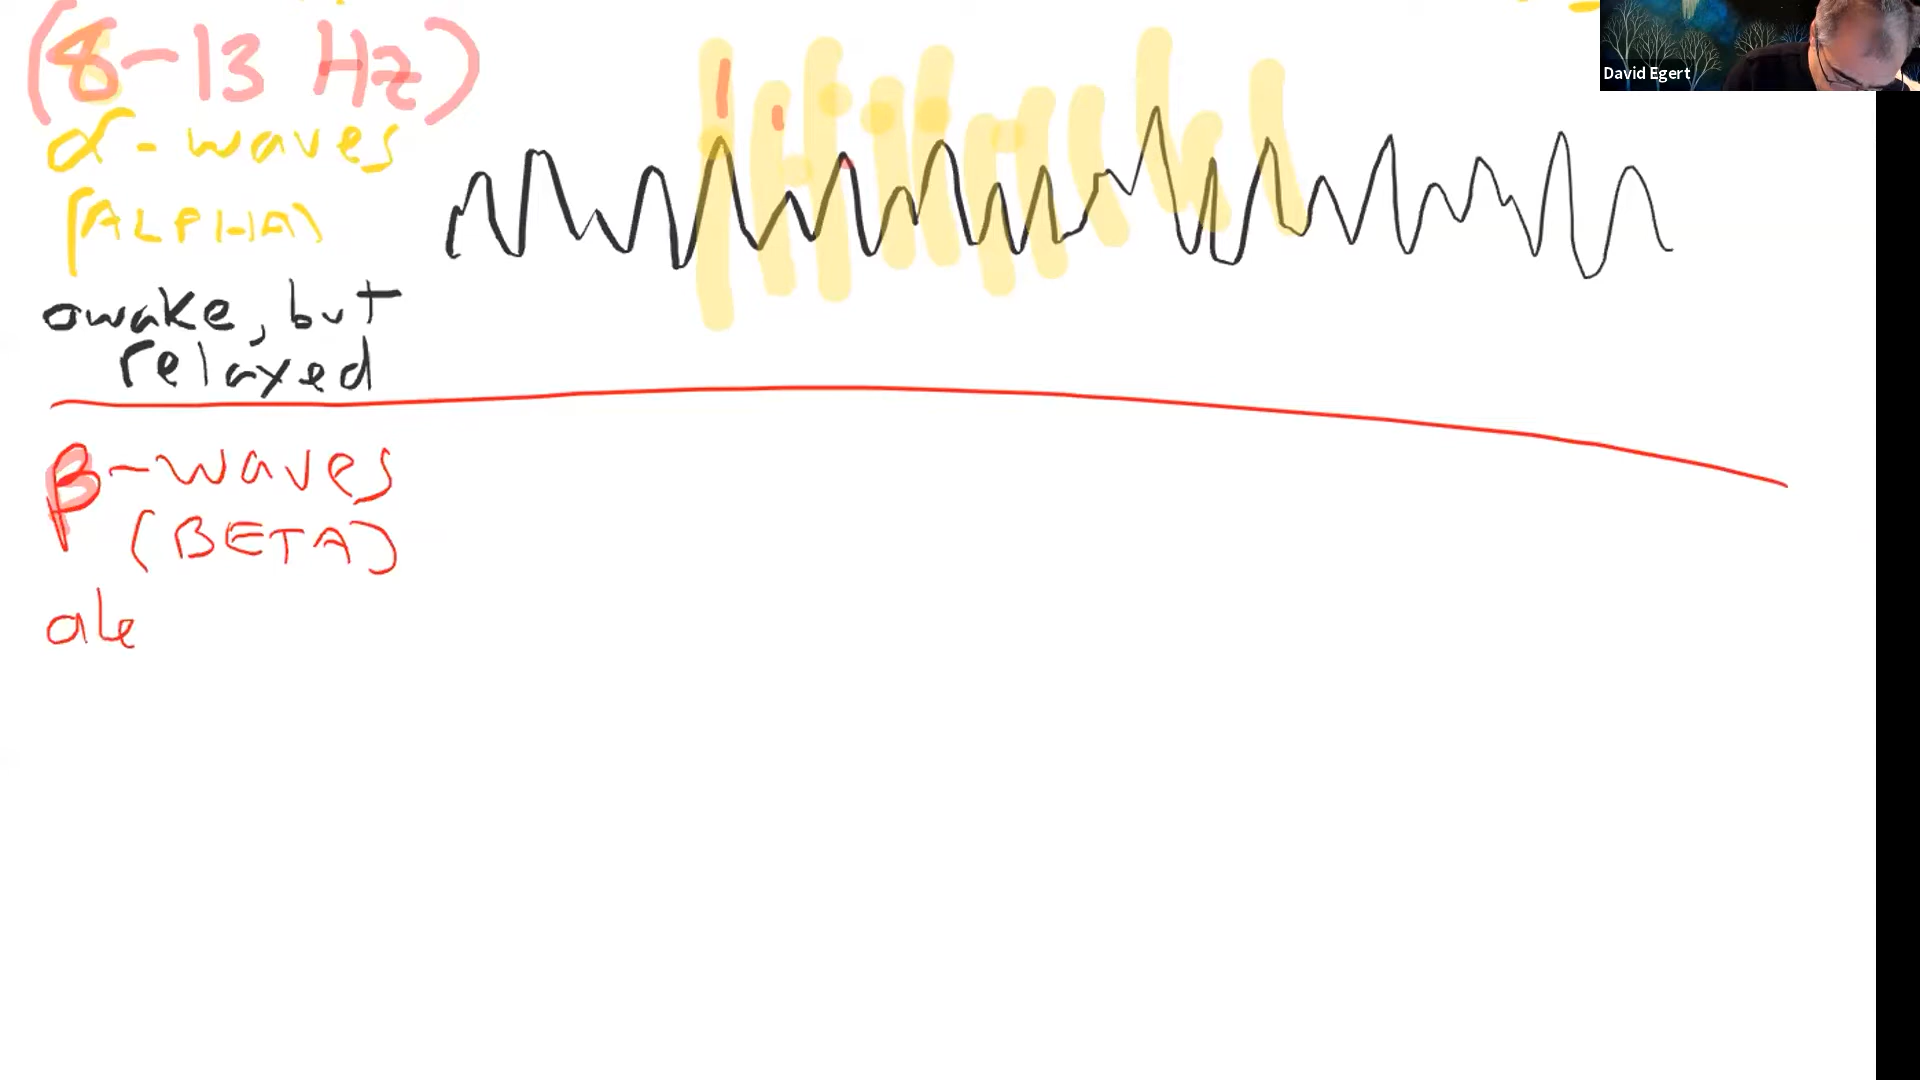 (8-13 Hz)
α-waves
(ALPHA)
awake, but
relaxed
β-waves
(BETA)
ale
David Egert